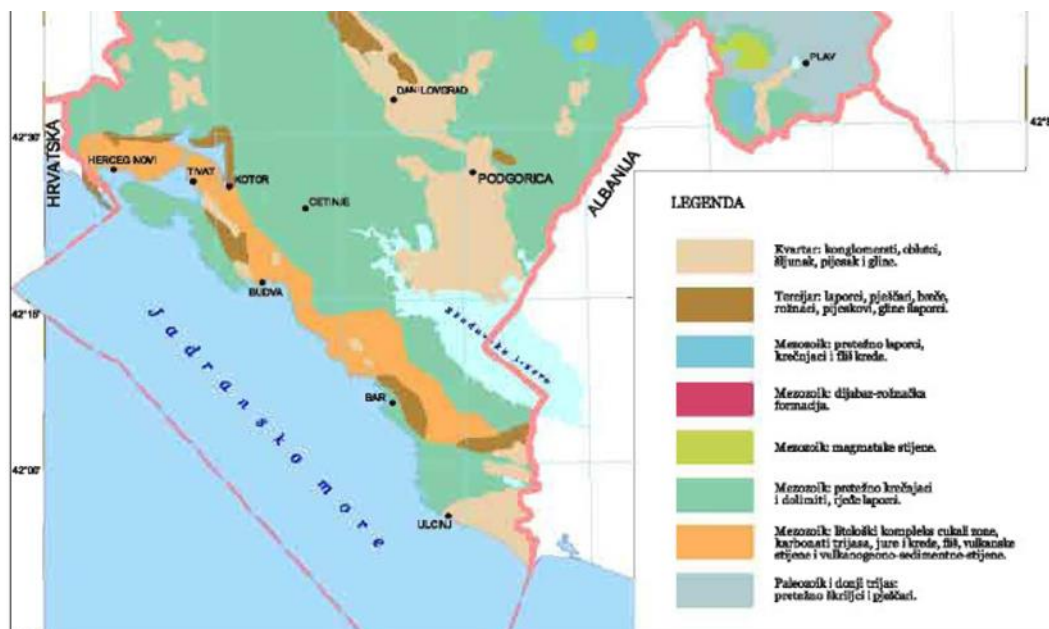 PLAV
DANILOVGRAD
42°30'
HRVATSKA
HERCEG NOVI
TIVAT
KOTOR
PODGORICA
CETINJE
ALBANIJA
BUDVA
42°15'
Jadransko more
BAR
42°00'
ULCINJ
LEGENDA
Kvartar: konglomerati, oblutci,
šljunak, pijesak i gline.
Tercijar: laporci, pješčari, breče,
rožnaci, pijeskovi, gline i laporci.
Mezozoik: pretežno laporci,
krečnjaci i fliš krede.
Mezozoik: dijabaz-rožnačka
formacija.
Mezozoik: magmatske stijene.
Mezozoik: pretežno krečnjaci
i dolimiti, rjeđe laporci.
Mezozoik: litološki kompleks cukali zone,
karbonati trijasa, jure i krede, fliš, vulkanske
stijene i vulkanogeono-sedimentne-stijene.
Paleozoik i donji trijas:
pretežno škriljci i pješčari.